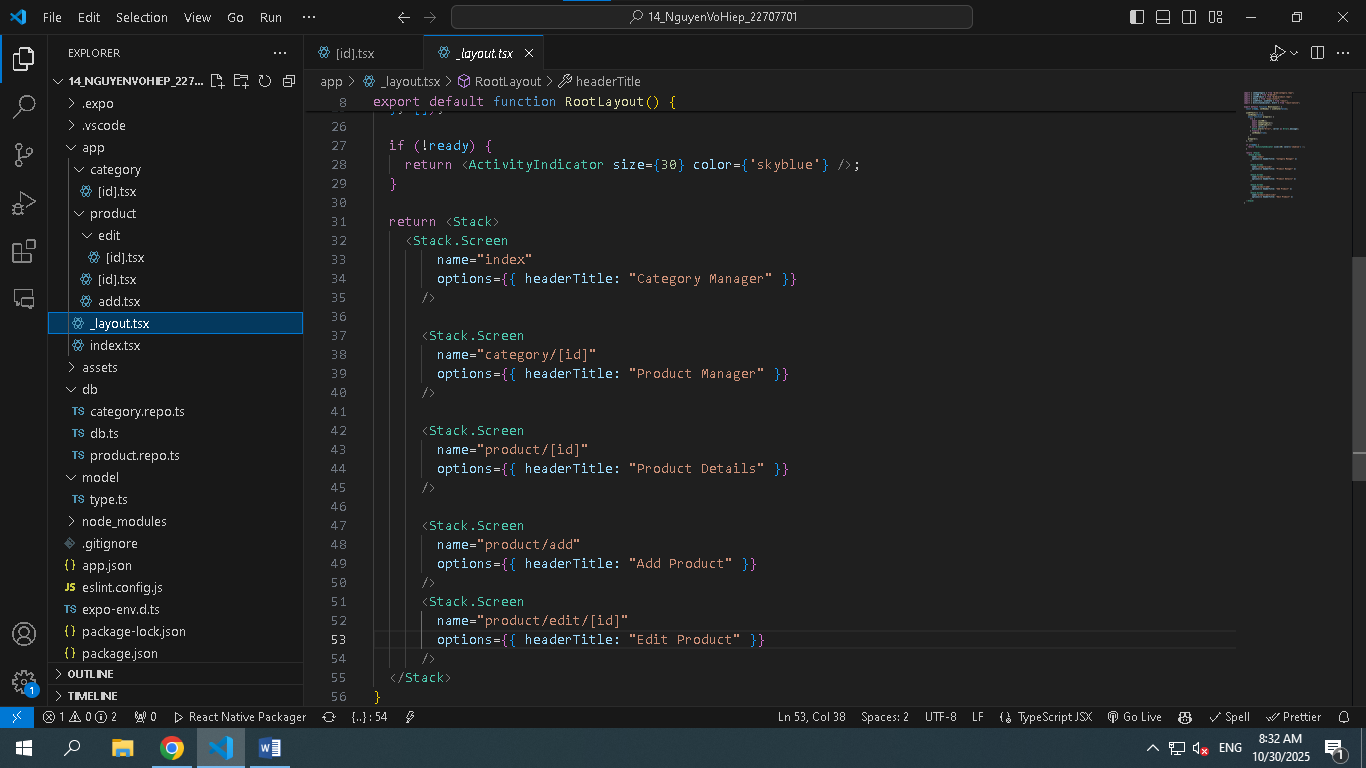 File Edit Selection View Go Run ··· 14_NguyenVoHiep_22707701
EXPLORER ···
14_NGUYENVOHIEP_227...
.expo
.vscode
app
category
[id].tsx
product
edit
[id].tsx
[id].tsx
add.tsx
_layout.tsx
index.tsx
assets
db
TS category.repo.ts
TS db.ts
TS product.repo.ts
model
TS type.ts
node_modules
.gitignore
{} app.json
JS eslint.config.js
TS expo-env.d.ts
{} package-lock.json
{} package.json
OUTLINE
TIMELINE
[id].tsx _layout.tsx
app > _layout.tsx > RootLayout > headerTitle
8 export default function RootLayout() {
26
27 if (!ready) {
28 return <ActivityIndicator size={30} color={'skyblue'} />;
29 }
30
31 return <Stack>
32 <Stack.Screen
33 name="index"
34 options={{ headerTitle: "Category Manager" }}
35 />
36
37 <Stack.Screen
38 name="category/[id]"
39 options={{ headerTitle: "Product Manager" }}
40 />
41
42 <Stack.Screen
43 name="product/[id]"
44 options={{ headerTitle: "Product Details" }}
45 />
46
47 <Stack.Screen
48 name="product/add"
49 options={{ headerTitle: "Add Product" }}
50 />
51 <Stack.Screen
52 name="product/edit/[id]"
53 options={{ headerTitle: "Edit Product" }}
54 />
55 </Stack>
56 }
1
1 0 2 0 React Native Packager {..} : 54 Ln 53, Col 38 Spaces: 2 UTF-8 LF TypeScript JSX Go Live Spell Prettier
ENG 8:32 AM
10/30/2025
1